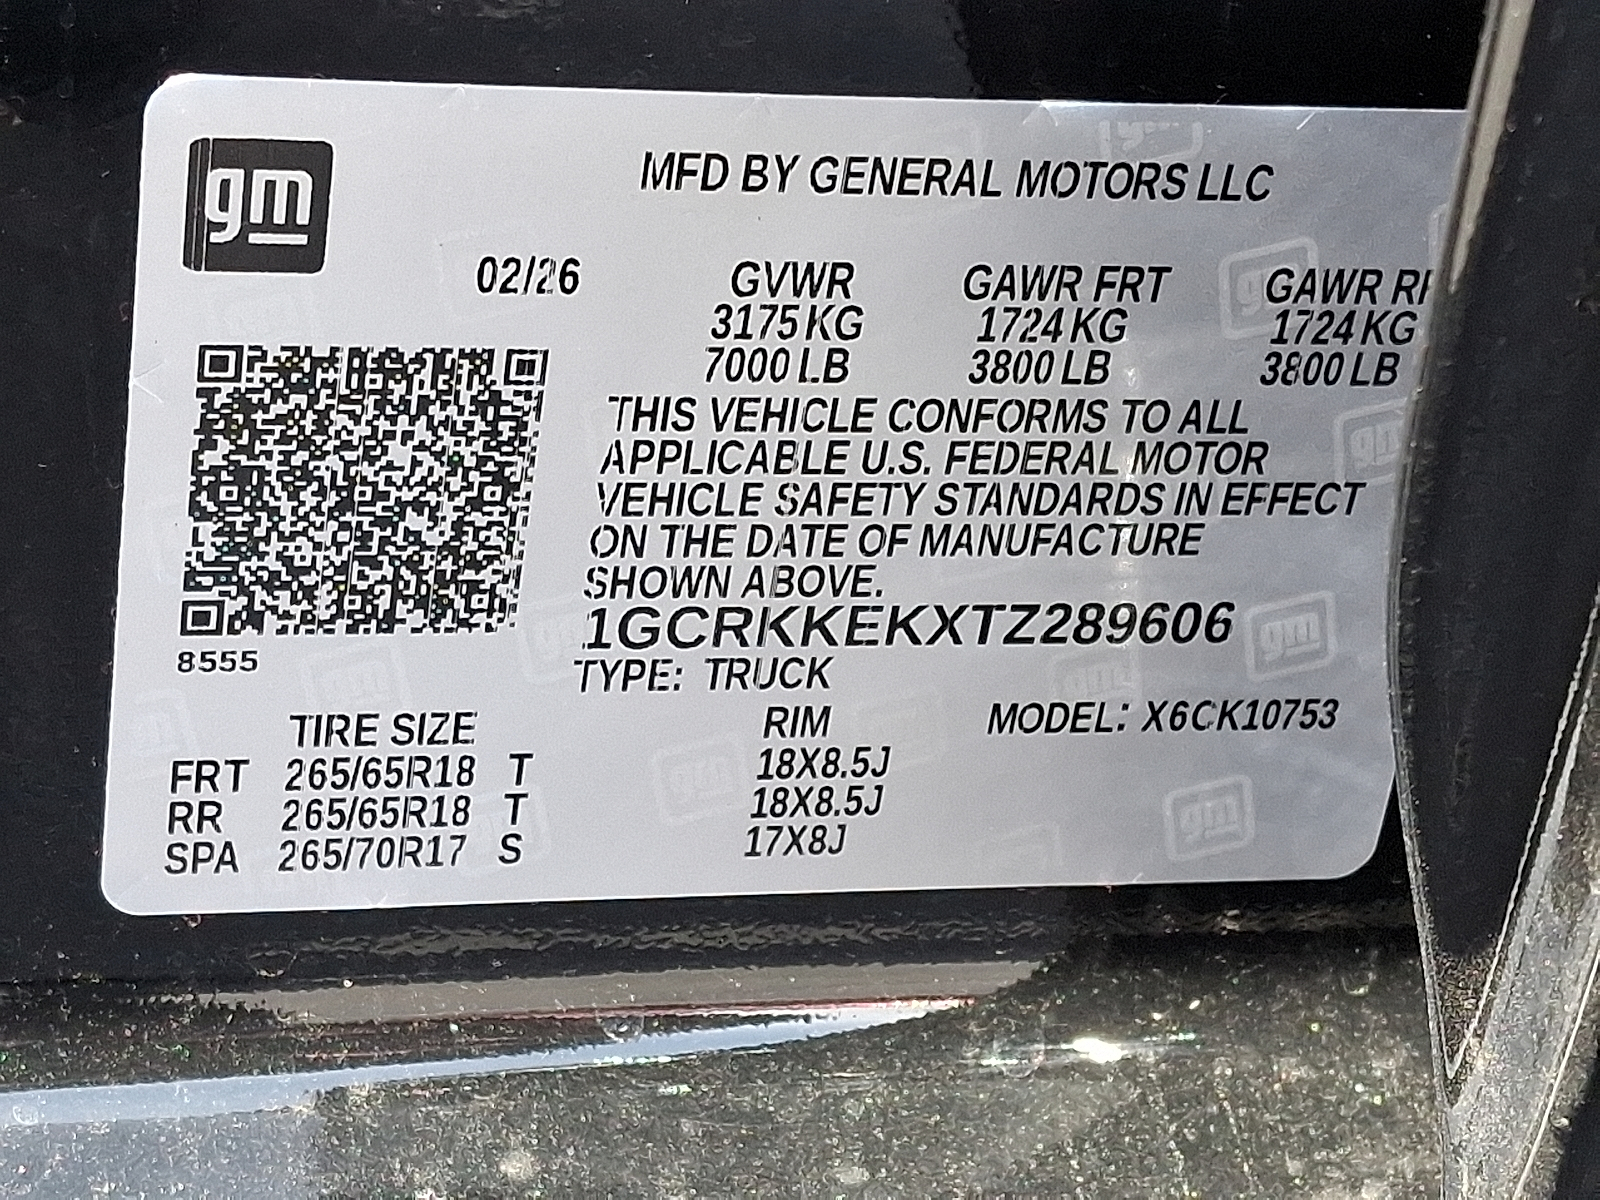 gm
MFD BY GENERAL MOTORS LLC
02/26 GVWR GAWR FRT GAWR RR
3175 KG 1724 KG 1724 KG
7000 LB 3800 LB 3800 LB
THIS VEHICLE CONFORMS TO ALL
APPLICABLE U.S. FEDERAL MOTOR
VEHICLE SAFETY STANDARDS IN EFFECT
ON THE DATE OF MANUFACTURE
SHOWN ABOVE.
1GCRKKEKXTZ289606
8555
TYPE: TRUCK
TIRE SIZE RIM MODEL: X6CK10753
FRT 265/65R18 T 18X8.5J
RR 265/65R18 T 18X8.5J
SPA 265/70R17 S 17X8J